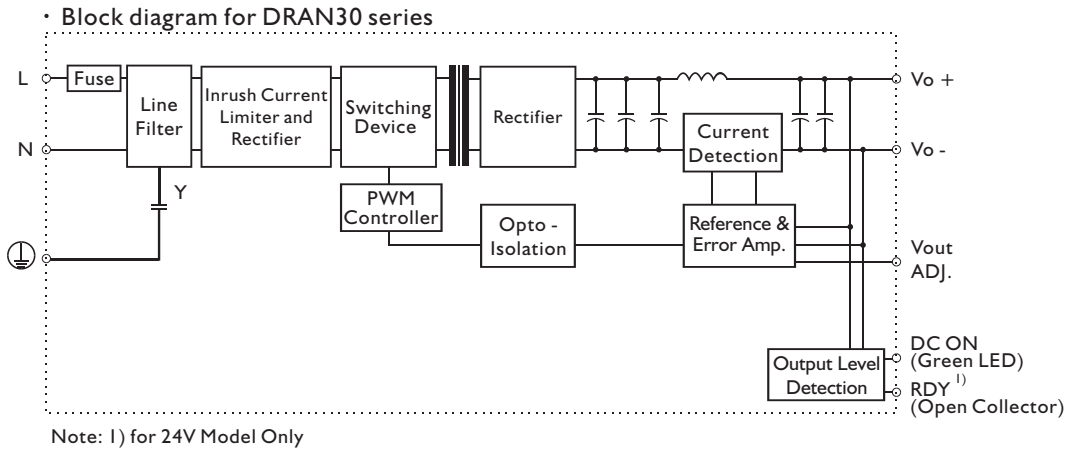 · Block diagram for DRAN30 series
L
Fuse
Line
Filter
Inrush Current
Limiter and
Rectifier
Switching
Device
Rectifier
Current
Detection
Vo +
N
Vo -
Y
PWM
Controller
Opto -
Isolation
Reference &
Error Amp.
Vout
ADJ.
Output Level
Detection
DC ON
(Green LED)
RDY 1)
(Open Collector)
Note: 1) for 24V Model Only